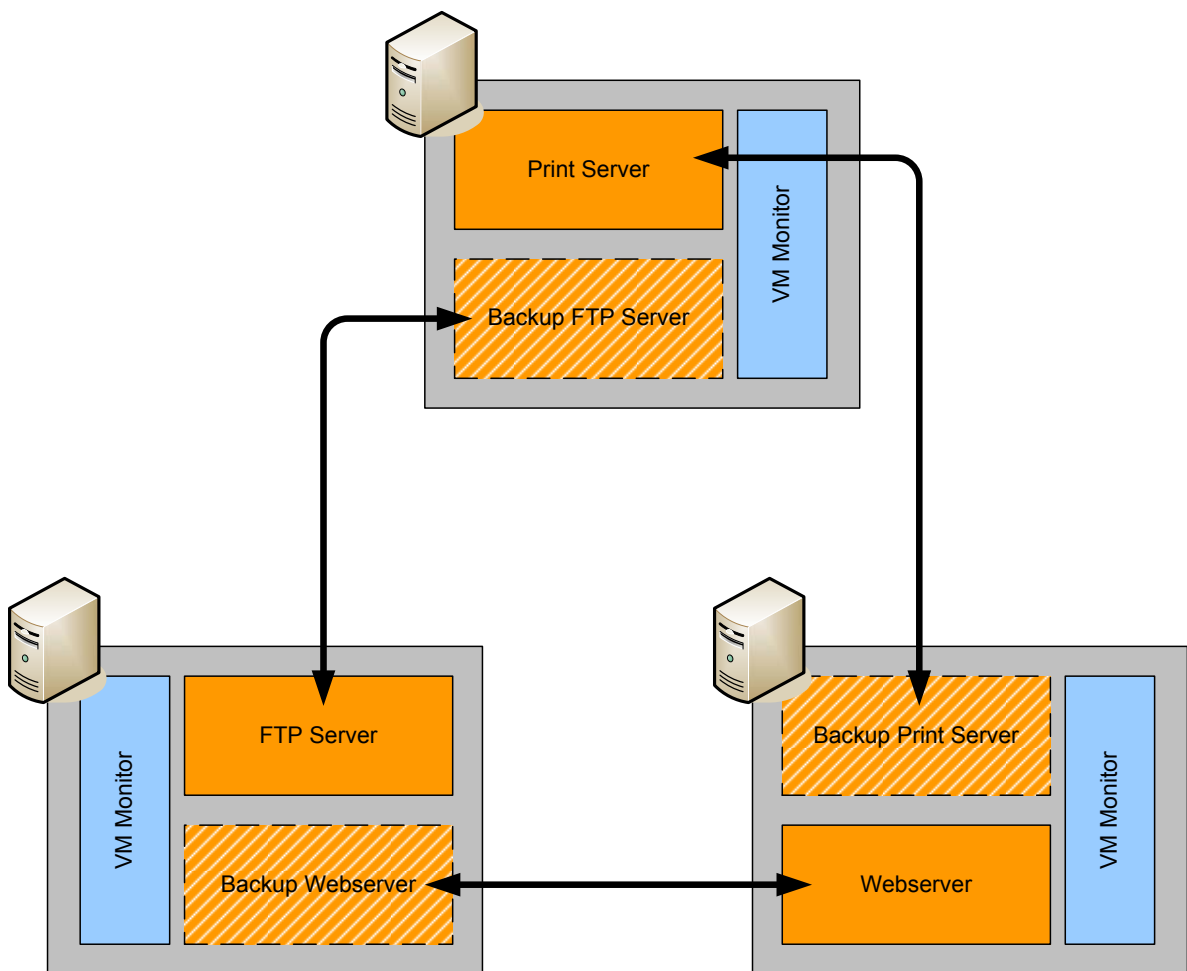 Print Server
VM Monitor
Backup FTP Server
VM Monitor
FTP Server
Backup Webserver
Backup Print Server
VM Monitor
Webserver